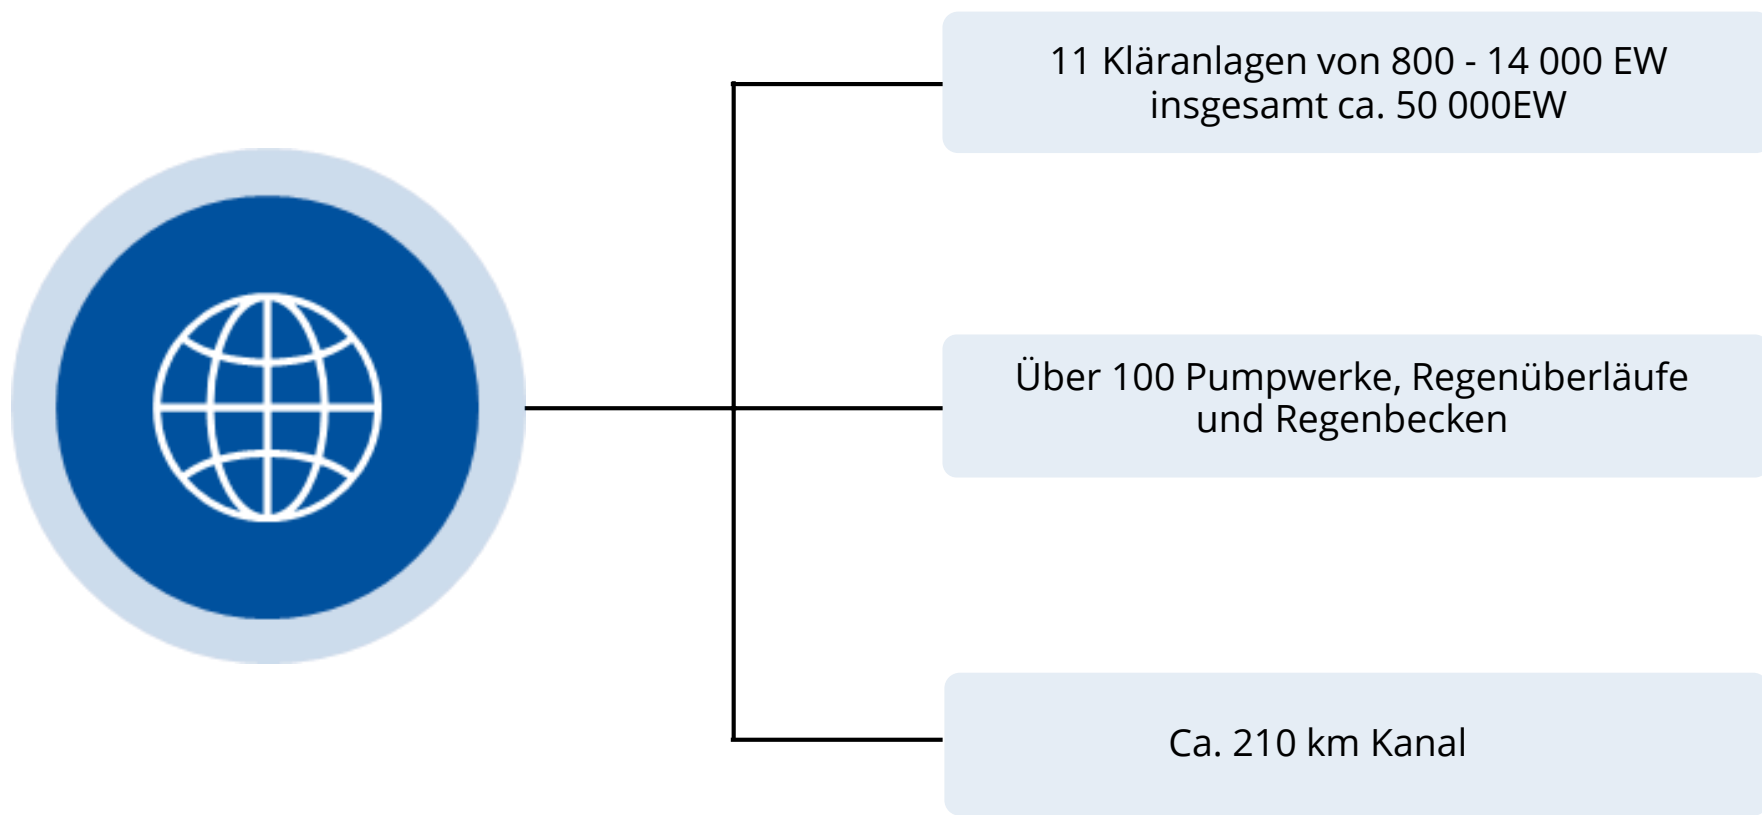 11 Kläranlagen von 800 - 14 000 EW
insgesamt ca. 50 000EW
Über 100 Pumpwerke, Regenüberläufe
und Regenbecken
Ca. 210 km Kanal